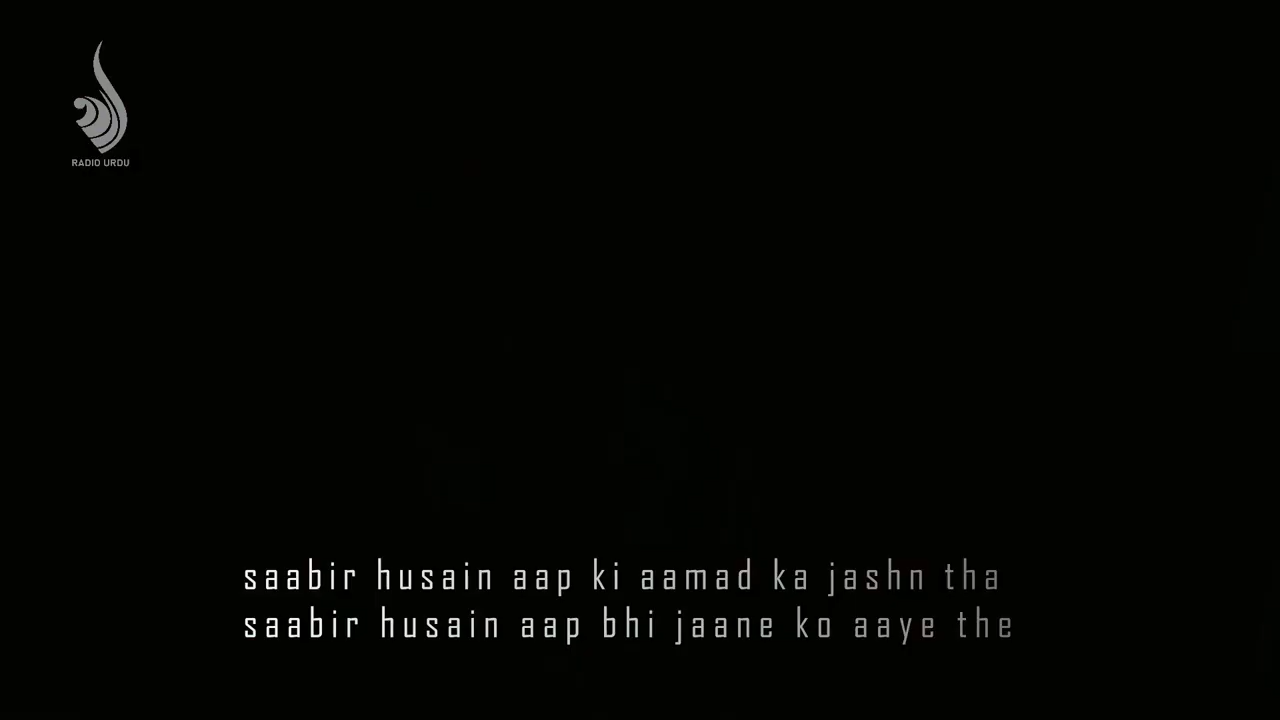 RADIO URDU
saabir husain aap ki aamad ka jashn tha
saabir husain aap bhi jaane ko aaye the